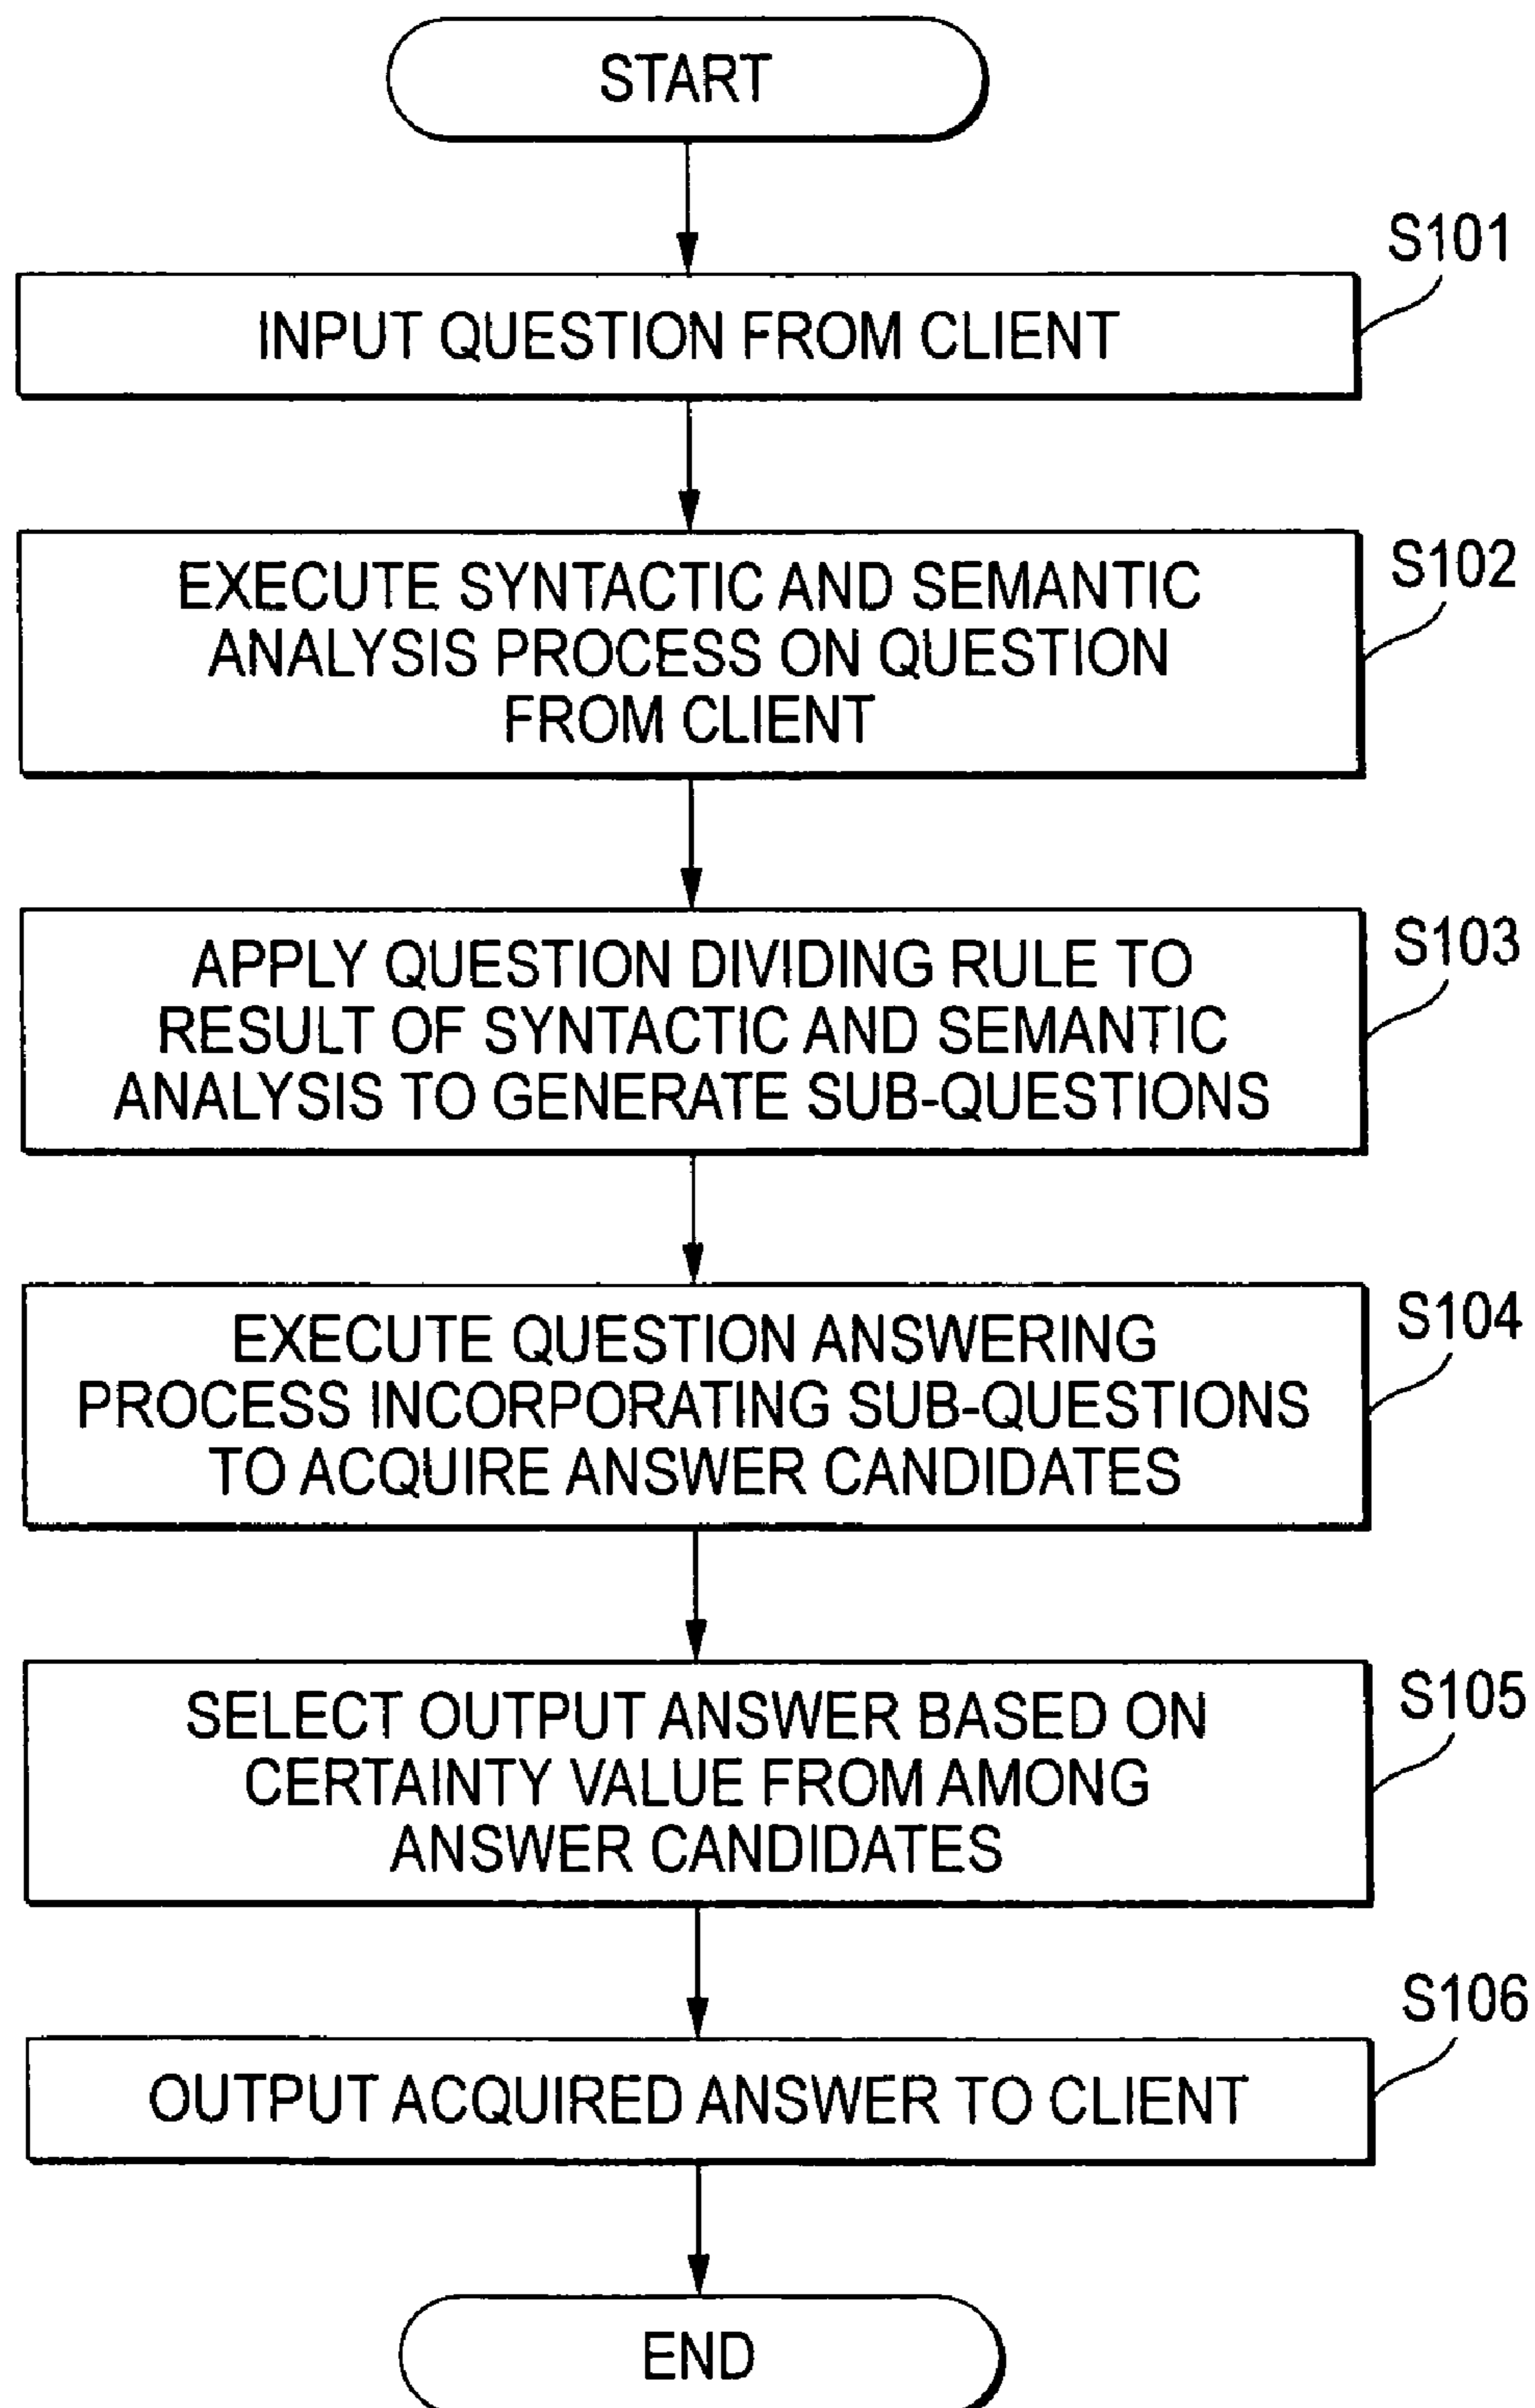 START
S101
INPUT QUESTION FROM CLIENT
S102
EXECUTE SYNTACTIC AND SEMANTIC
ANALYSIS PROCESS ON QUESTION
FROM CLIENT
S103
APPLY QUESTION DIVIDING RULE TO
RESULT OF SYNTACTIC AND SEMANTIC
ANALYSIS TO GENERATE SUB-QUESTIONS
S104
EXECUTE QUESTION ANSWERING
PROCESS INCORPORATING SUB-QUESTIONS
TO ACQUIRE ANSWER CANDIDATES
S105
SELECT OUTPUT ANSWER BASED ON
CERTAINTY VALUE FROM AMONG
ANSWER CANDIDATES
S106
OUTPUT ACQUIRED ANSWER TO CLIENT
END